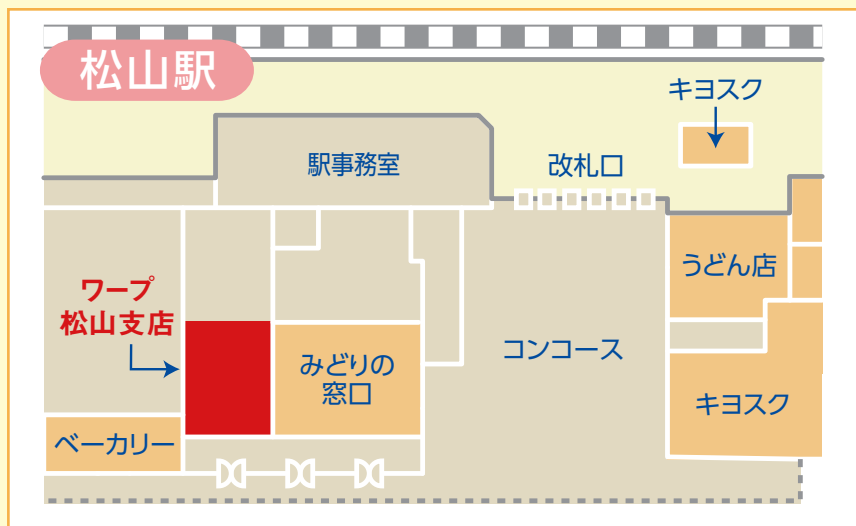 松山駅
キヨスク
駅事務室
改札口
うどん店
ワープ
松山支店
コンコース
みどりの
窓口
キヨスク
ベーカリー